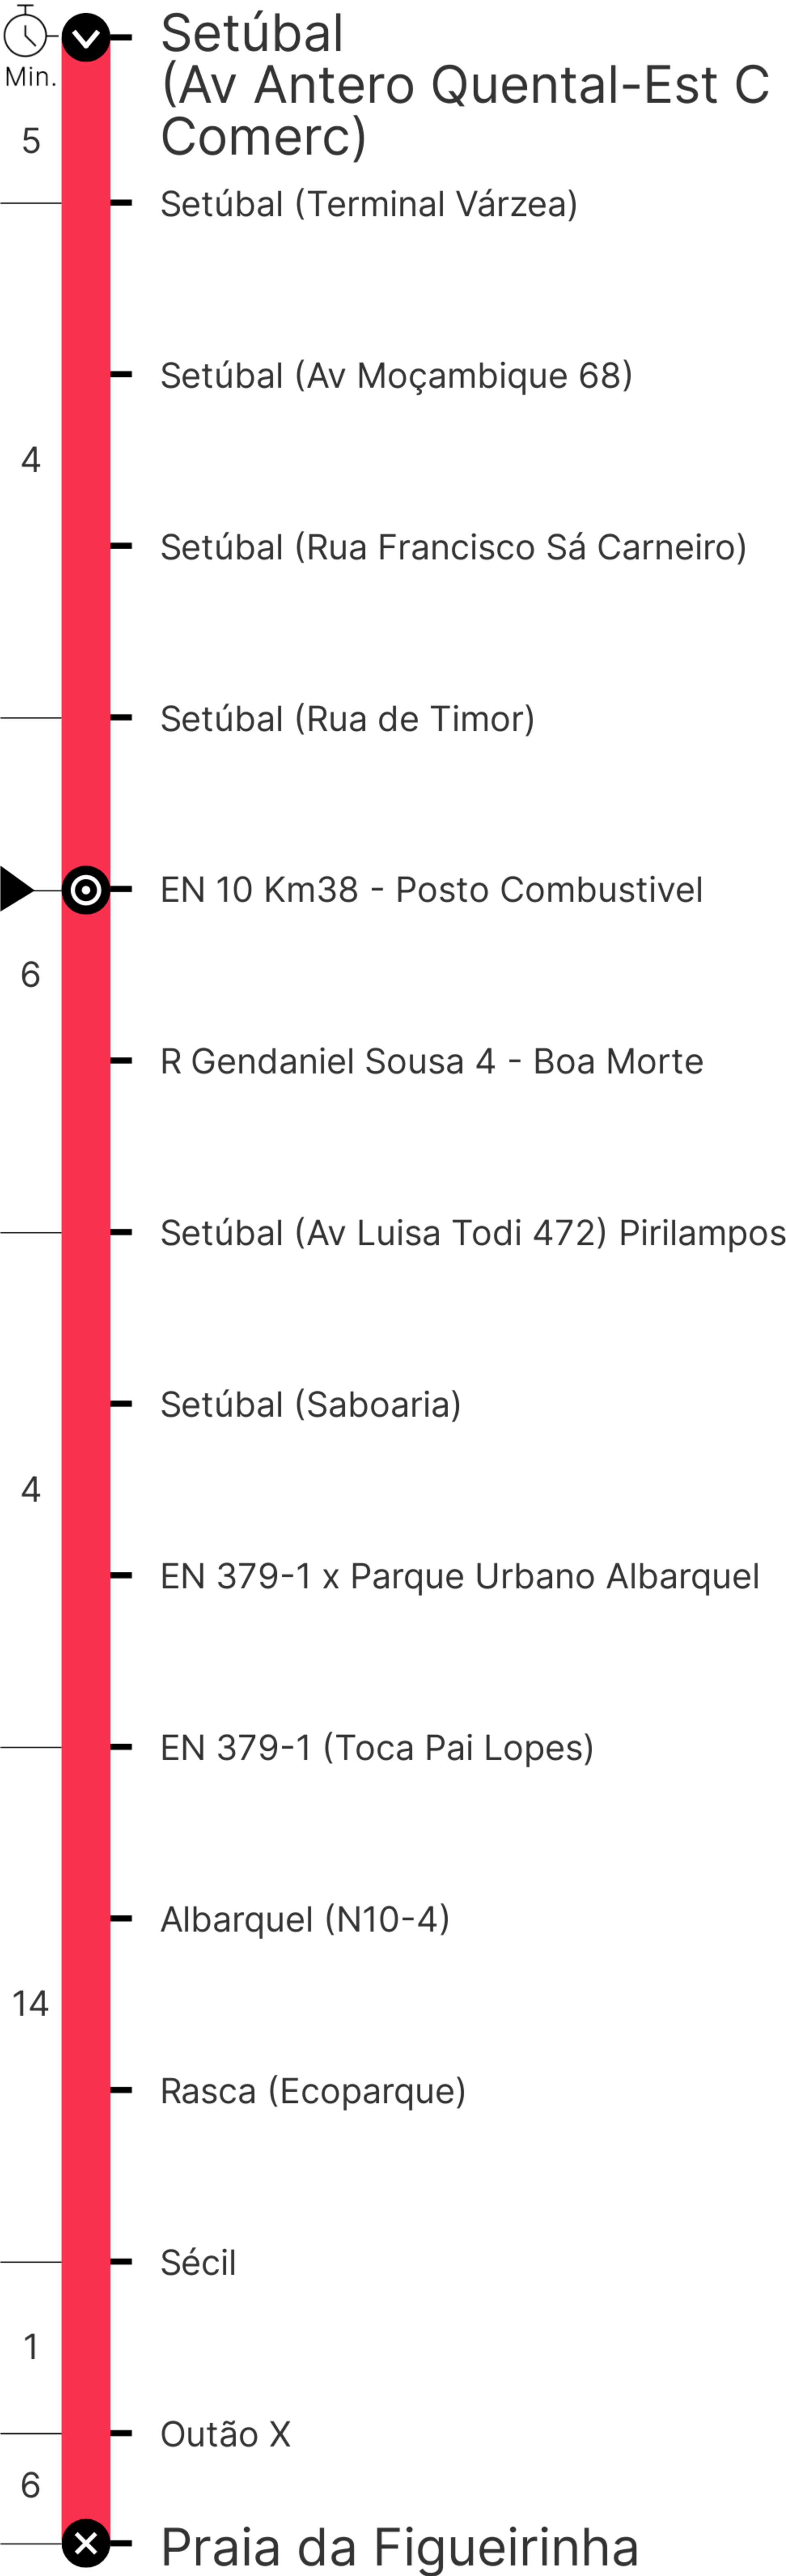 Setúbal
(Av Antero Quental-Est C
Comerc)
Min.
5
Setúbal (Terminal Várzea)
Setúbal (Av Moçambique 68)
4
Setúbal (Rua Francisco Sá Carneiro)
Setúbal (Rua de Timor)
EN 10 Km38 - Posto Combustivel
6
R Gendaniel Sousa 4 - Boa Morte
Setúbal (Av Luisa Todi 472) Pirilampos
Setúbal (Saboaria)
4
EN 379-1 x Parque Urbano Albarquel
EN 379-1 (Toca Pai Lopes)
Albarquel (N10-4)
14
Rasca (Ecoparque)
Sécil
1
Outão X
6
Praia da Figueirinha